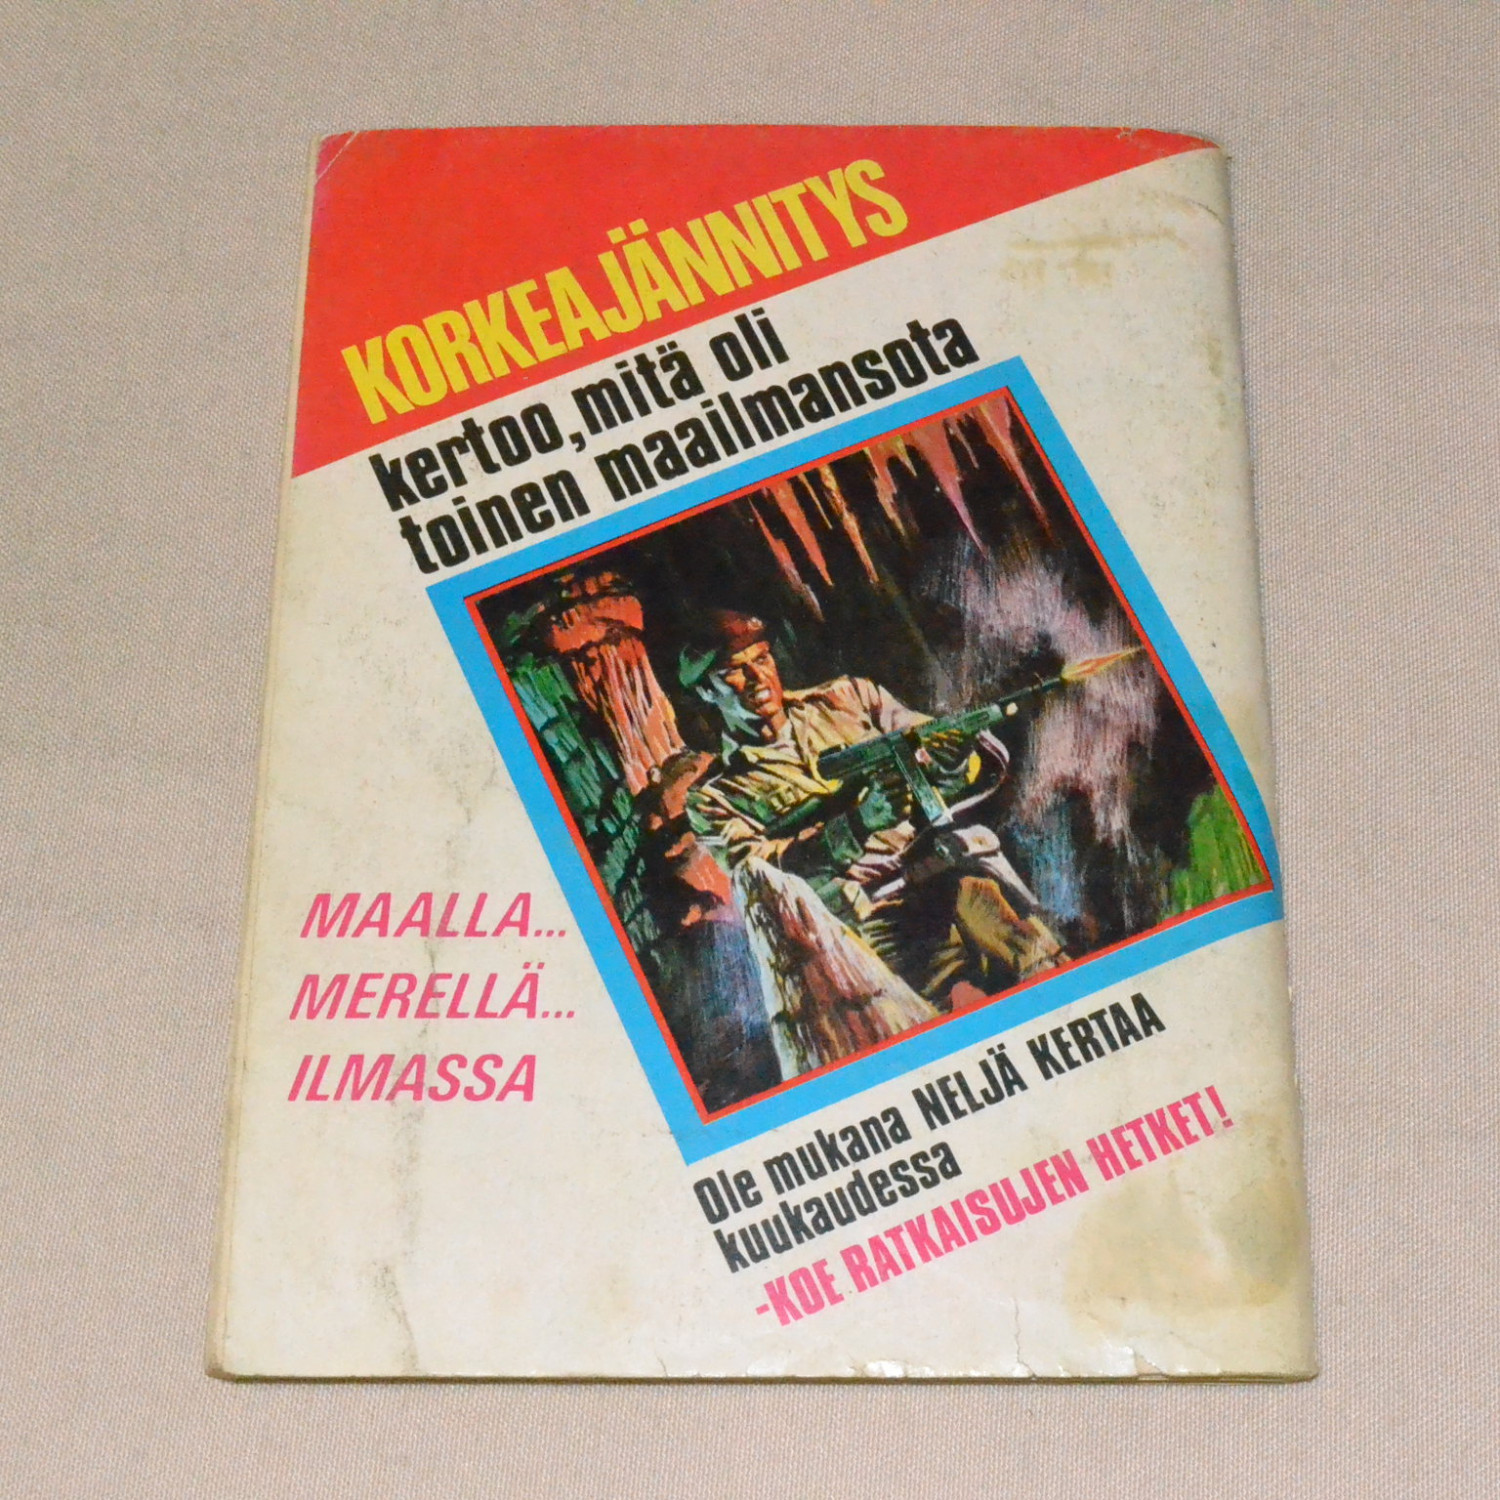 KORKEAJÄNNITYS
kertoo, mitä oli
toinen maailmansota
MAALLA...
MERELLÄ...
ILMASSA
Ole mukana NELJÄ KERTAA
kuukaudessa
-KOE RATKAISUJEN HETKET!